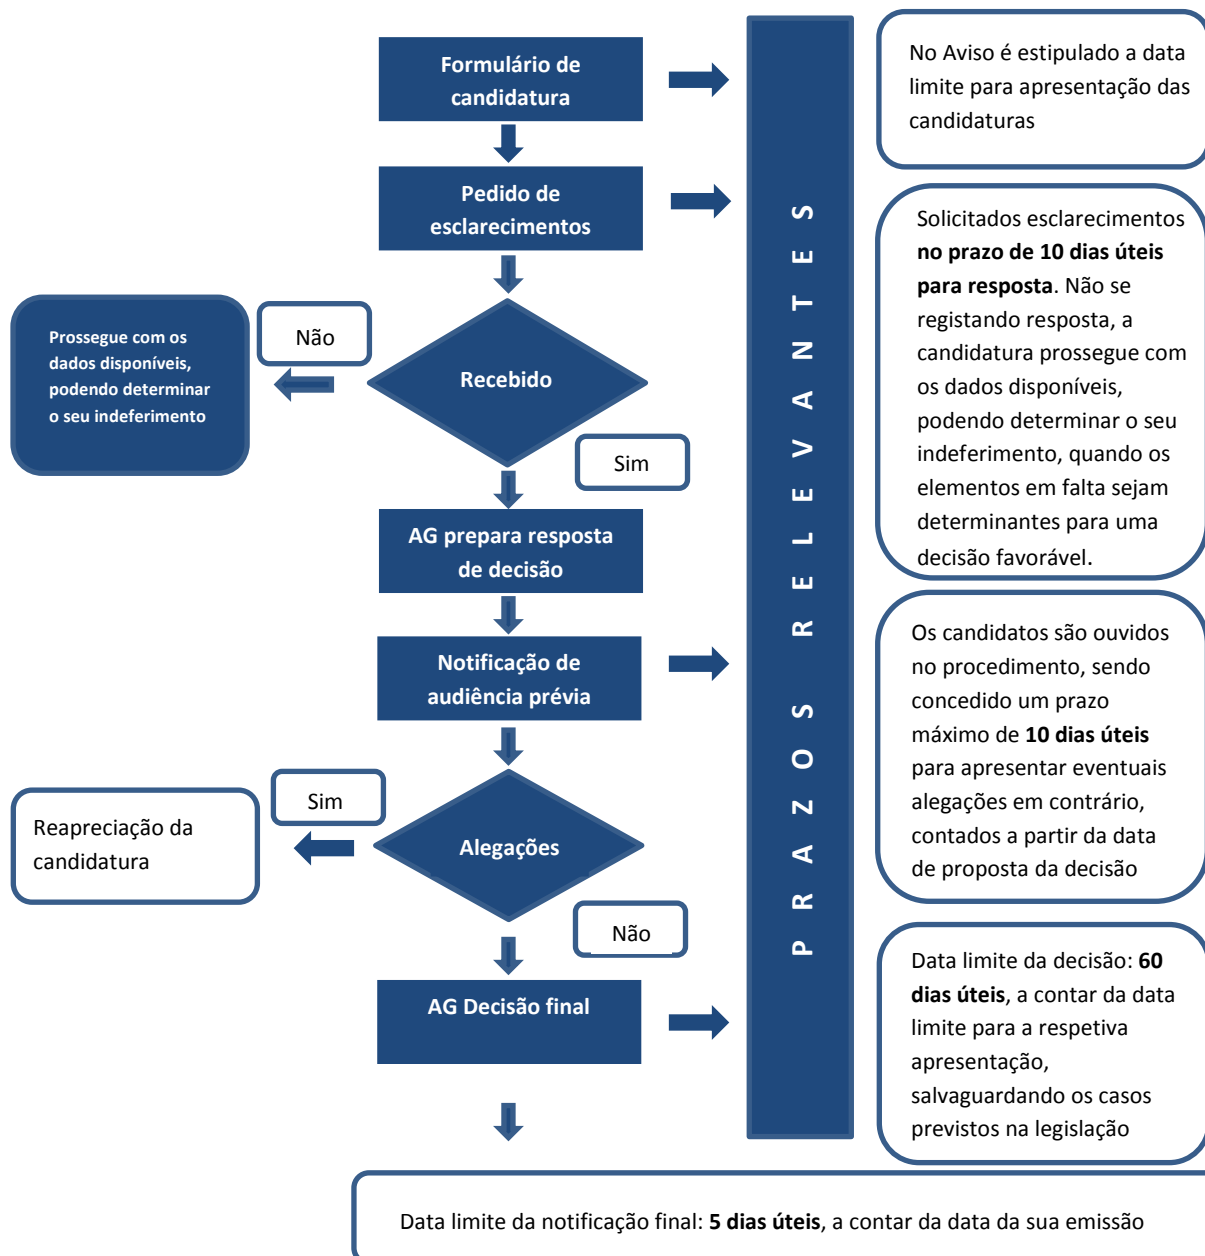 Formulário de
candidatura
No Aviso é estipulado a data
limite para apresentação das
candidaturas
Pedido de
esclarecimentos
Solicitados esclarecimentos
no prazo de 10 dias úteis
para resposta. Não se
registando resposta, a
candidatura prossegue com
os dados disponíveis,
podendo determinar o seu
indeferimento, quando os
elementos em falta sejam
determinantes para uma
decisão favorável.
Recebido
Não
Prossegue com os
dados disponíveis,
podendo determinar
o seu indeferimento
Sim
AG prepara resposta
de decisão
Notificação de
audiência prévia
Os candidatos são ouvidos
no procedimento, sendo
concedido um prazo
máximo de 10 dias úteis
para apresentar eventuais
alegações em contrário,
contados a partir da data
de proposta da decisão
Alegações
Sim
Reapreciação da
candidatura
Não
AG Decisão final
Data limite da decisão: 60
dias úteis, a contar da data
limite para a respetiva
apresentação,
salvaguardando os casos
previstos na legislação
PRAZOS RELEVANTES
Data limite da notificação final: 5 dias úteis, a contar da data da sua emissão